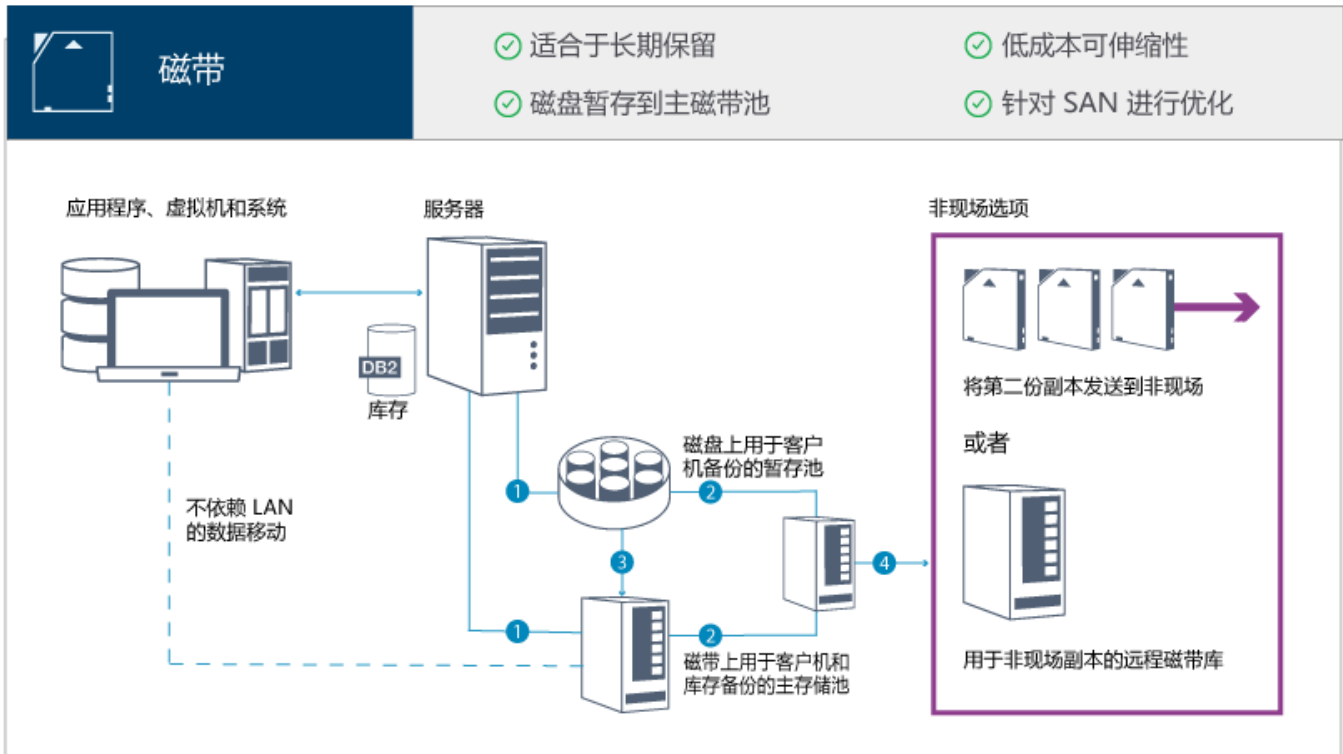 磁带
适合于长期保留
低成本可伸缩性
磁盘暂存到主磁带池
针对 SAN 进行优化
应用程序、虚拟机和系统
服务器
非现场选项
DB2
库存
将第二份副本发送到非现场
磁盘上用于客户
机备份的暂存池
或者
1
2
不依赖 LAN
的数据移动
3
4
1
2
磁带上用于客户机和
库存备份的主存储池
用于非现场副本的远程磁带库